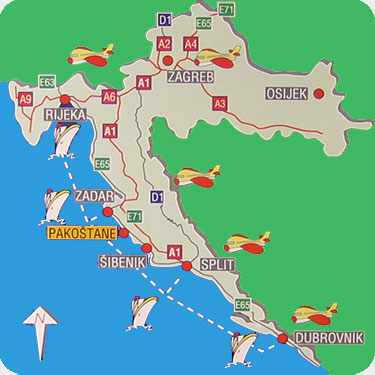 E71
D1
E65
A2
A4
ZAGREB
E63
A9
A6
A1
A3
OSIJEK
RIJEKA
A1
E65
D1
ZADAR
E71
PAKOŠTANE
ŠIBENIK
A1
SPLIT
E65
DUBROVNIK
N